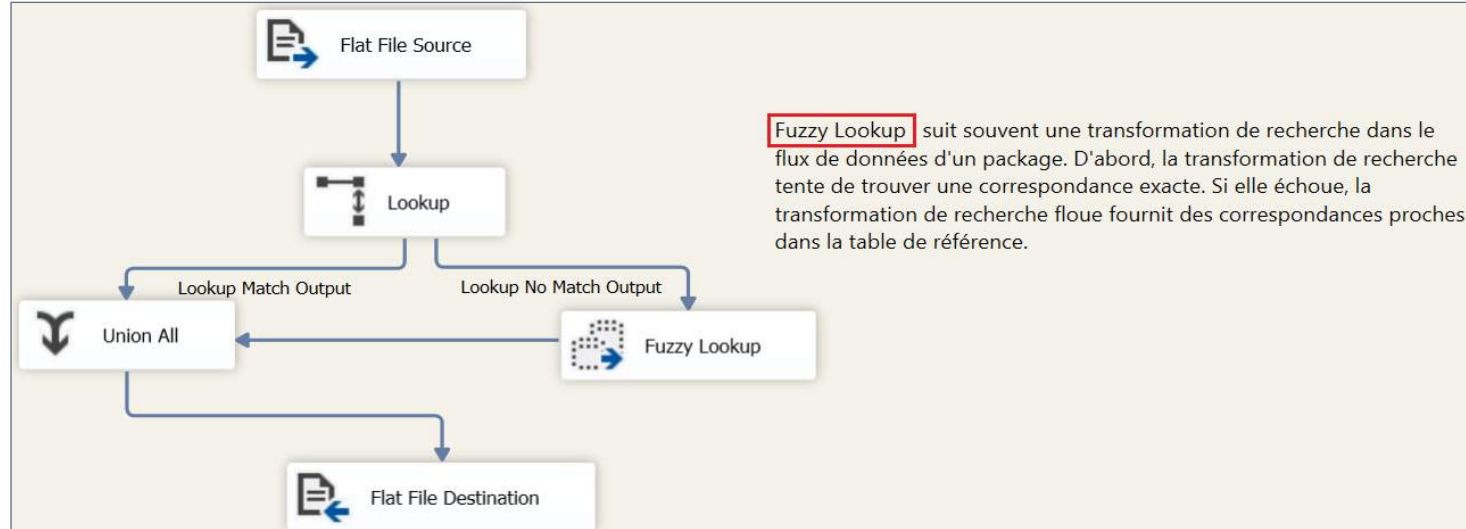 Flat File Source
Fuzzy Lookup suit souvent une transformation de recherche dans le
flux de données d'un package. D'abord, la transformation de recherche
tente de trouver une correspondance exacte. Si elle échoue, la
transformation de recherche floue fournit des correspondances proches
dans la table de référence.
Lookup
Lookup Match Output
Lookup No Match Output
Union All
Fuzzy Lookup
Flat File Destination